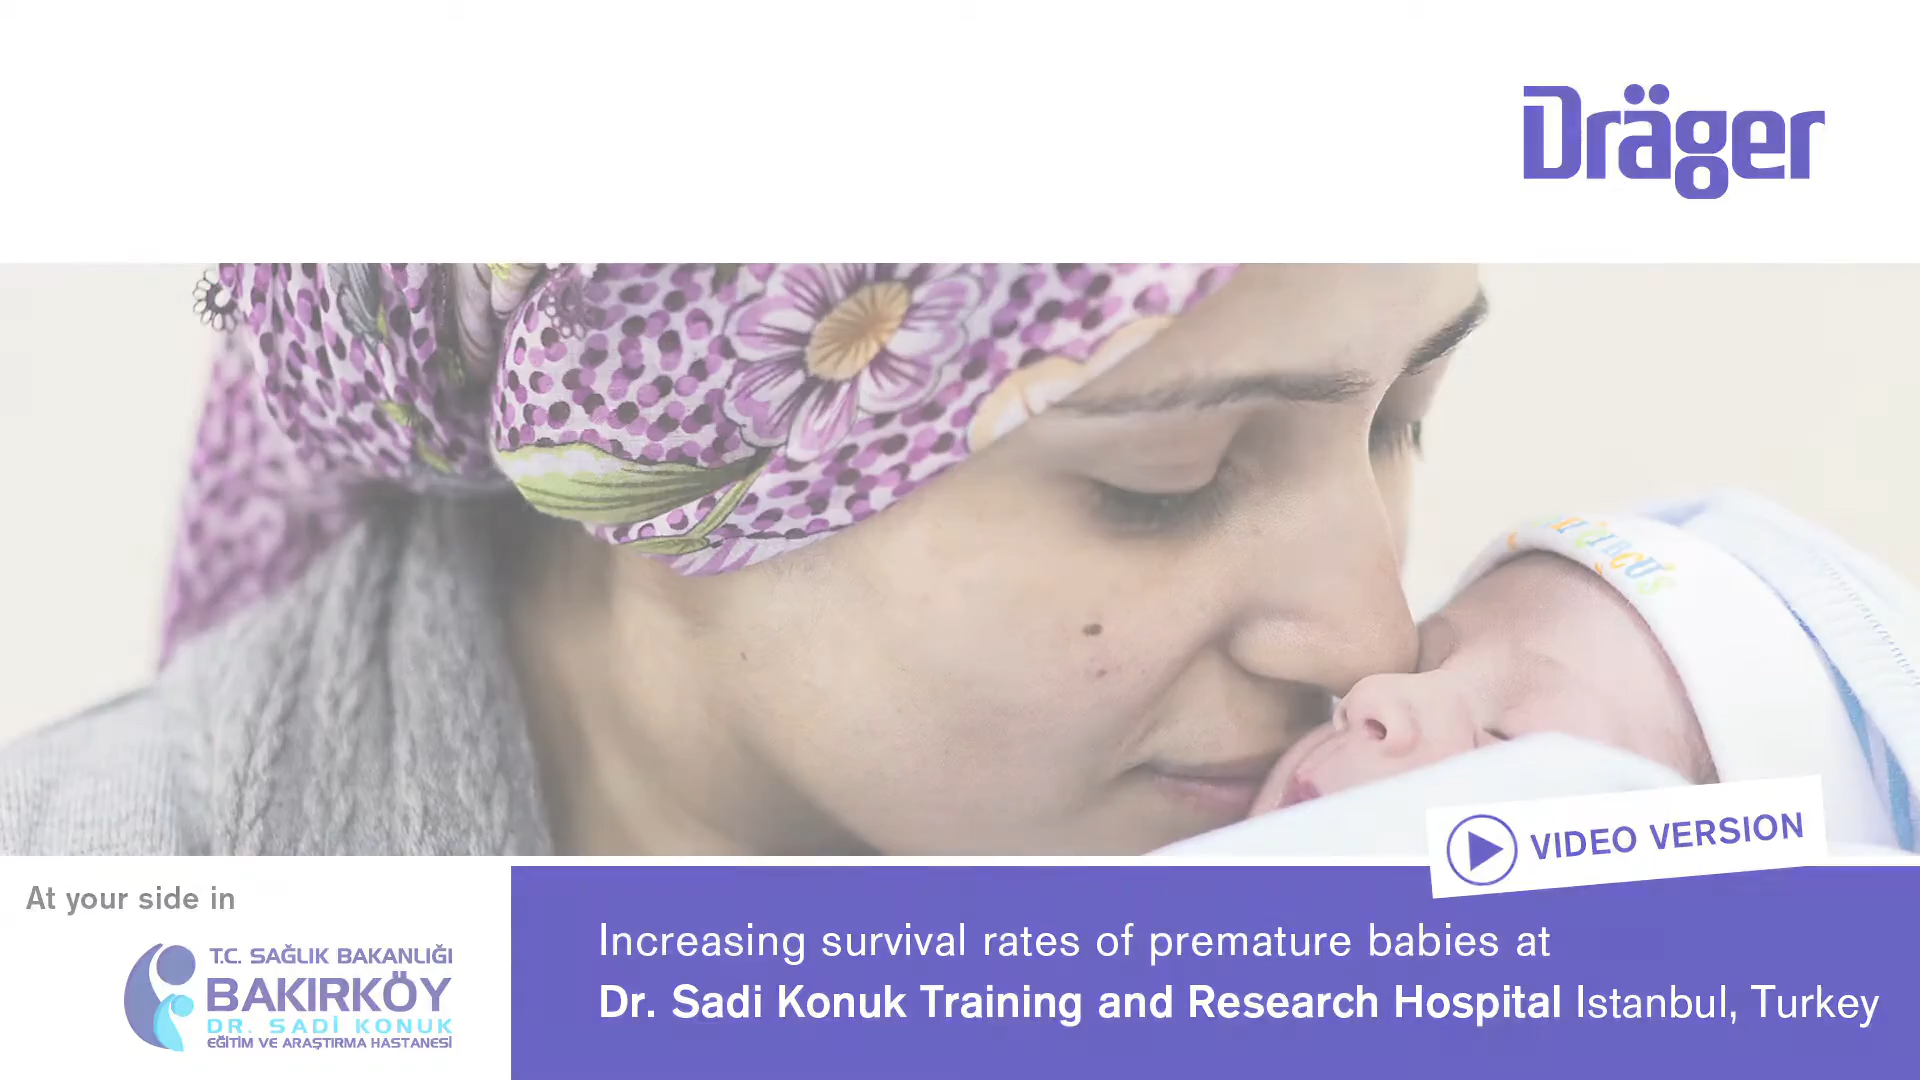 Dräger
CIRCUS
VIDEO VERSION
At your side in
T.C. SAĞLIK BAKANLIĞI
BAKIRKÖY
DR. SADİ KONUK
EĞİTİM VE ARAŞTIRMA HASTANESİ
Increasing survival rates of premature babies at
Dr. Sadi Konuk Training and Research Hospital Istanbul, Turkey